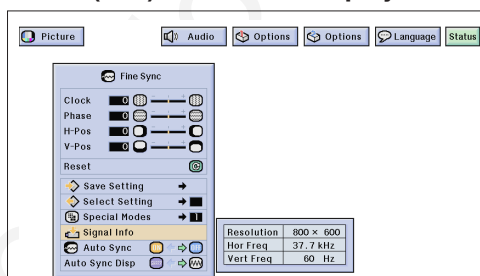 Picture Audio Options Options Language Status
Fine Sync
Clock 0
Phase 0
H-Pos 0
V-Pos 0
Reset
Save Setting
Select Setting
Special Modes 1
Signal Info
Auto Sync
Auto Sync Disp
Resolution 800 × 600
Hor Freq 37.7 kHz
Vert Freq 60 Hz